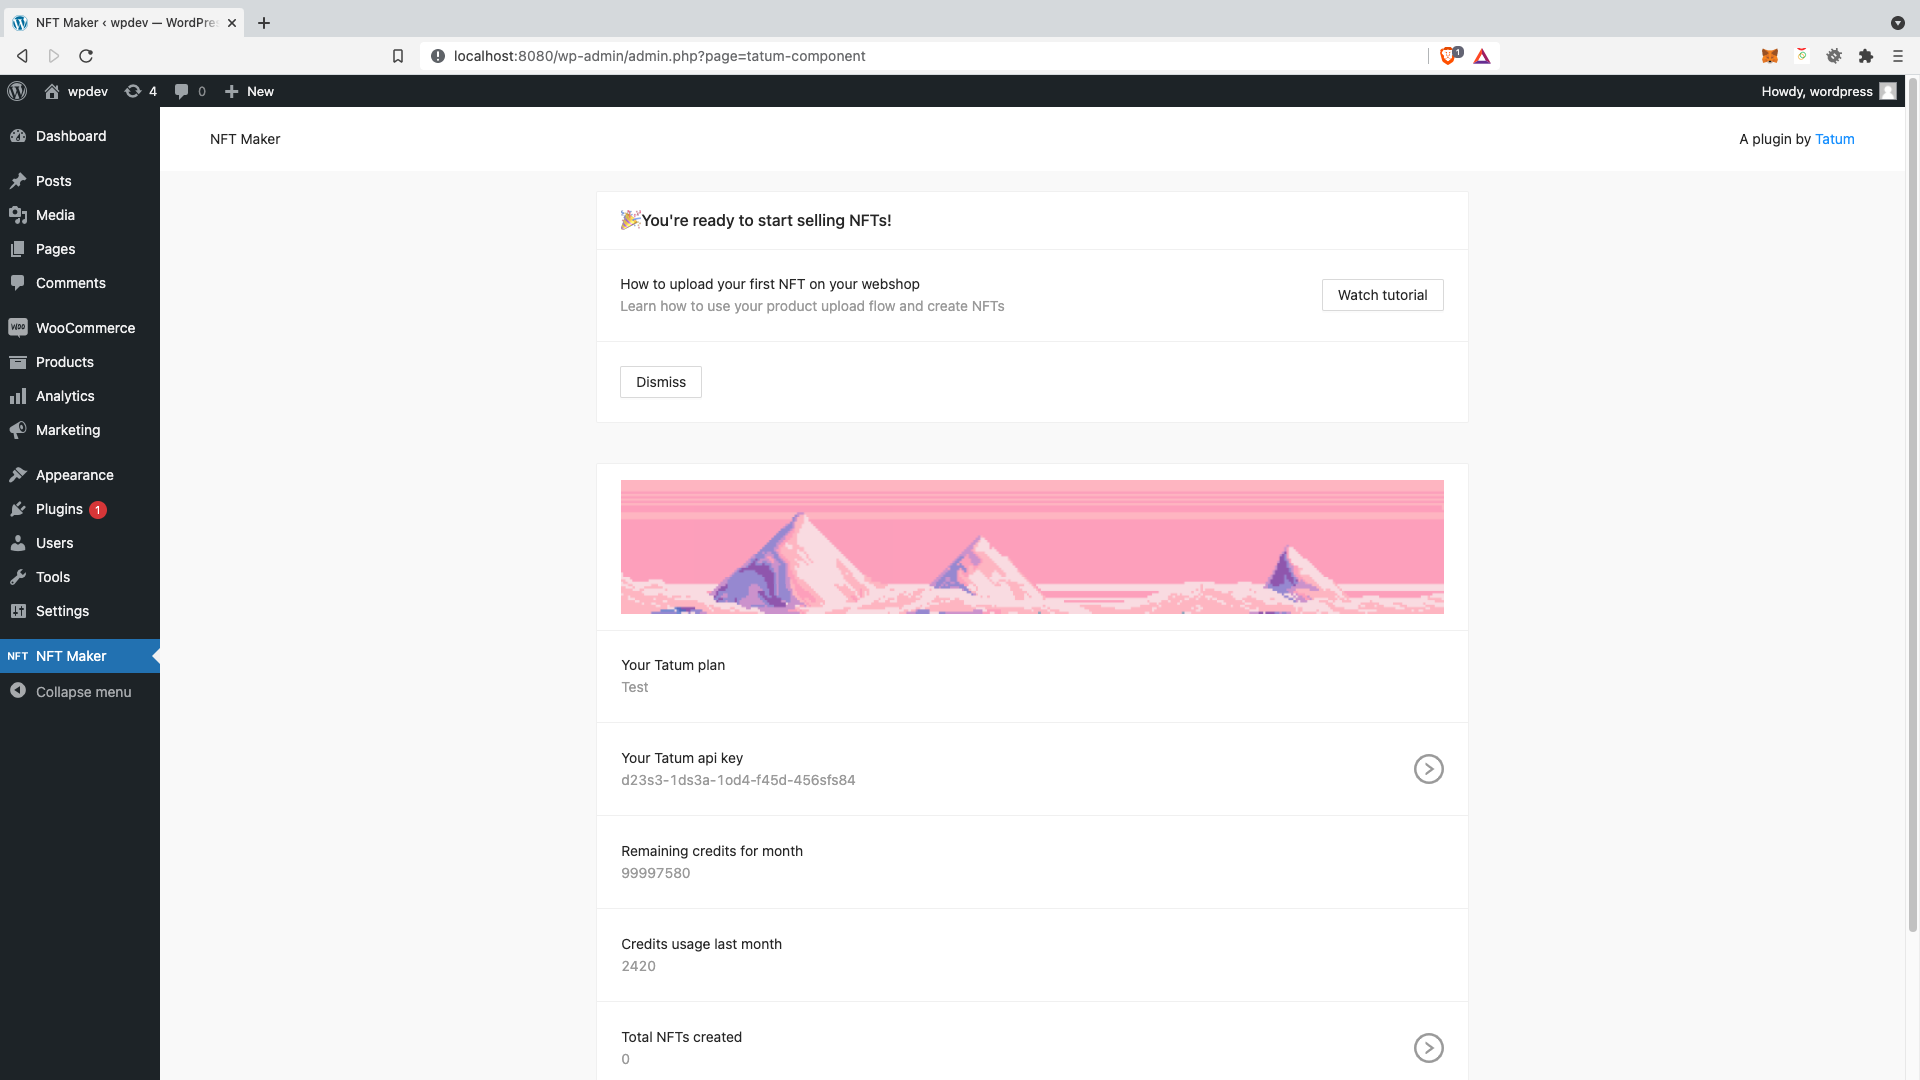 NFT Maker ‹ wpdev — WordPre
localhost:8080/wp-admin/admin.php?page=tatum-component
1
wpdev
4
0
New
Howdy, wordpress
Dashboard
Posts
Media
Pages
Comments
WOO WooCommerce
Products
Analytics
Marketing
Appearance
Plugins 1
Users
Tools
Settings
NFT NFT Maker
Collapse menu
NFT Maker
A plugin by Tatum
🎉You're ready to start selling NFTs!
How to upload your first NFT on your webshop
Learn how to use your product upload flow and create NFTs
Watch tutorial
Dismiss
Your Tatum plan
Test
Your Tatum api key
d23s3-1ds3a-1od4-f45d-456sfs84
Remaining credits for month
99997580
Credits usage last month
2420
Total NFTs created
0